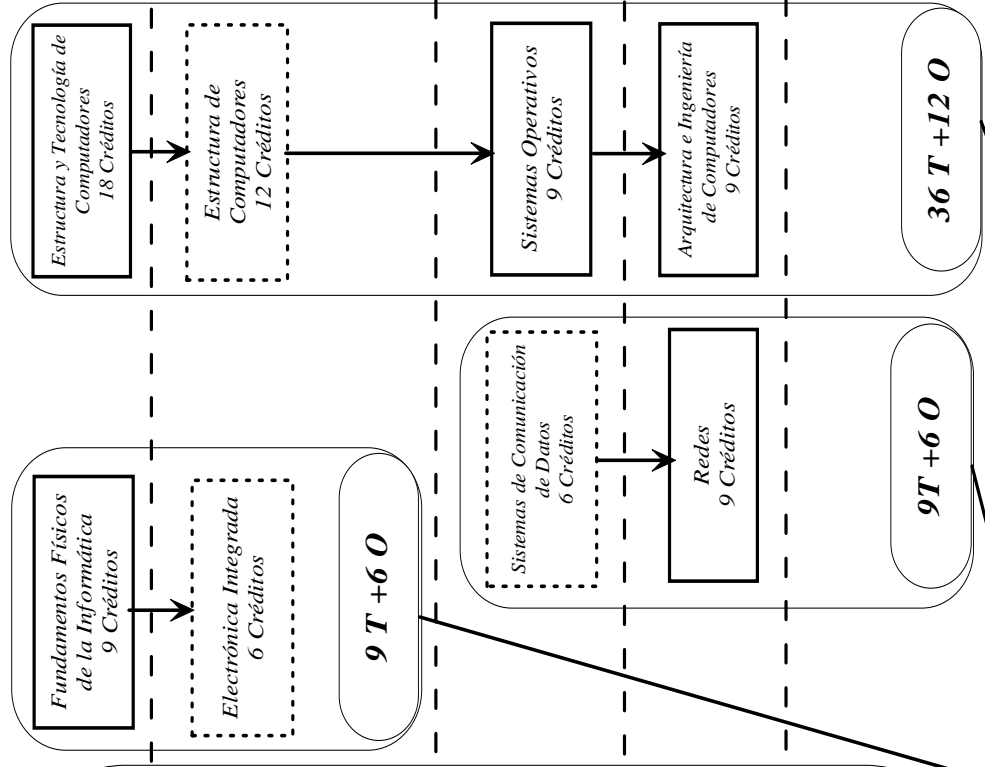 Estructura y Tecnología de
Computadores
18 Créditos
Estructura de
Computadores
12 Créditos
Sistemas Operativos
9 Créditos
Arquitectura e Ingeniería
de Computadores
9 Créditos
36 T +12 O
Sistemas de Comunicación
de Datos
6 Créditos
Redes
9 Créditos
9T +6 O
Fundamentos Físicos
de la Informática
9 Créditos
Electrónica Integrada
6 Créditos
9 T +6 O